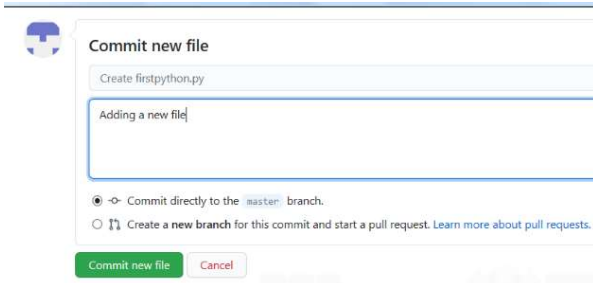 Commit new file
Create firstpython.py
Adding a new file
Commit directly to the master branch.
Create a new branch for this commit and start a pull request. Learn more about pull requests.
Commit new file Cancel